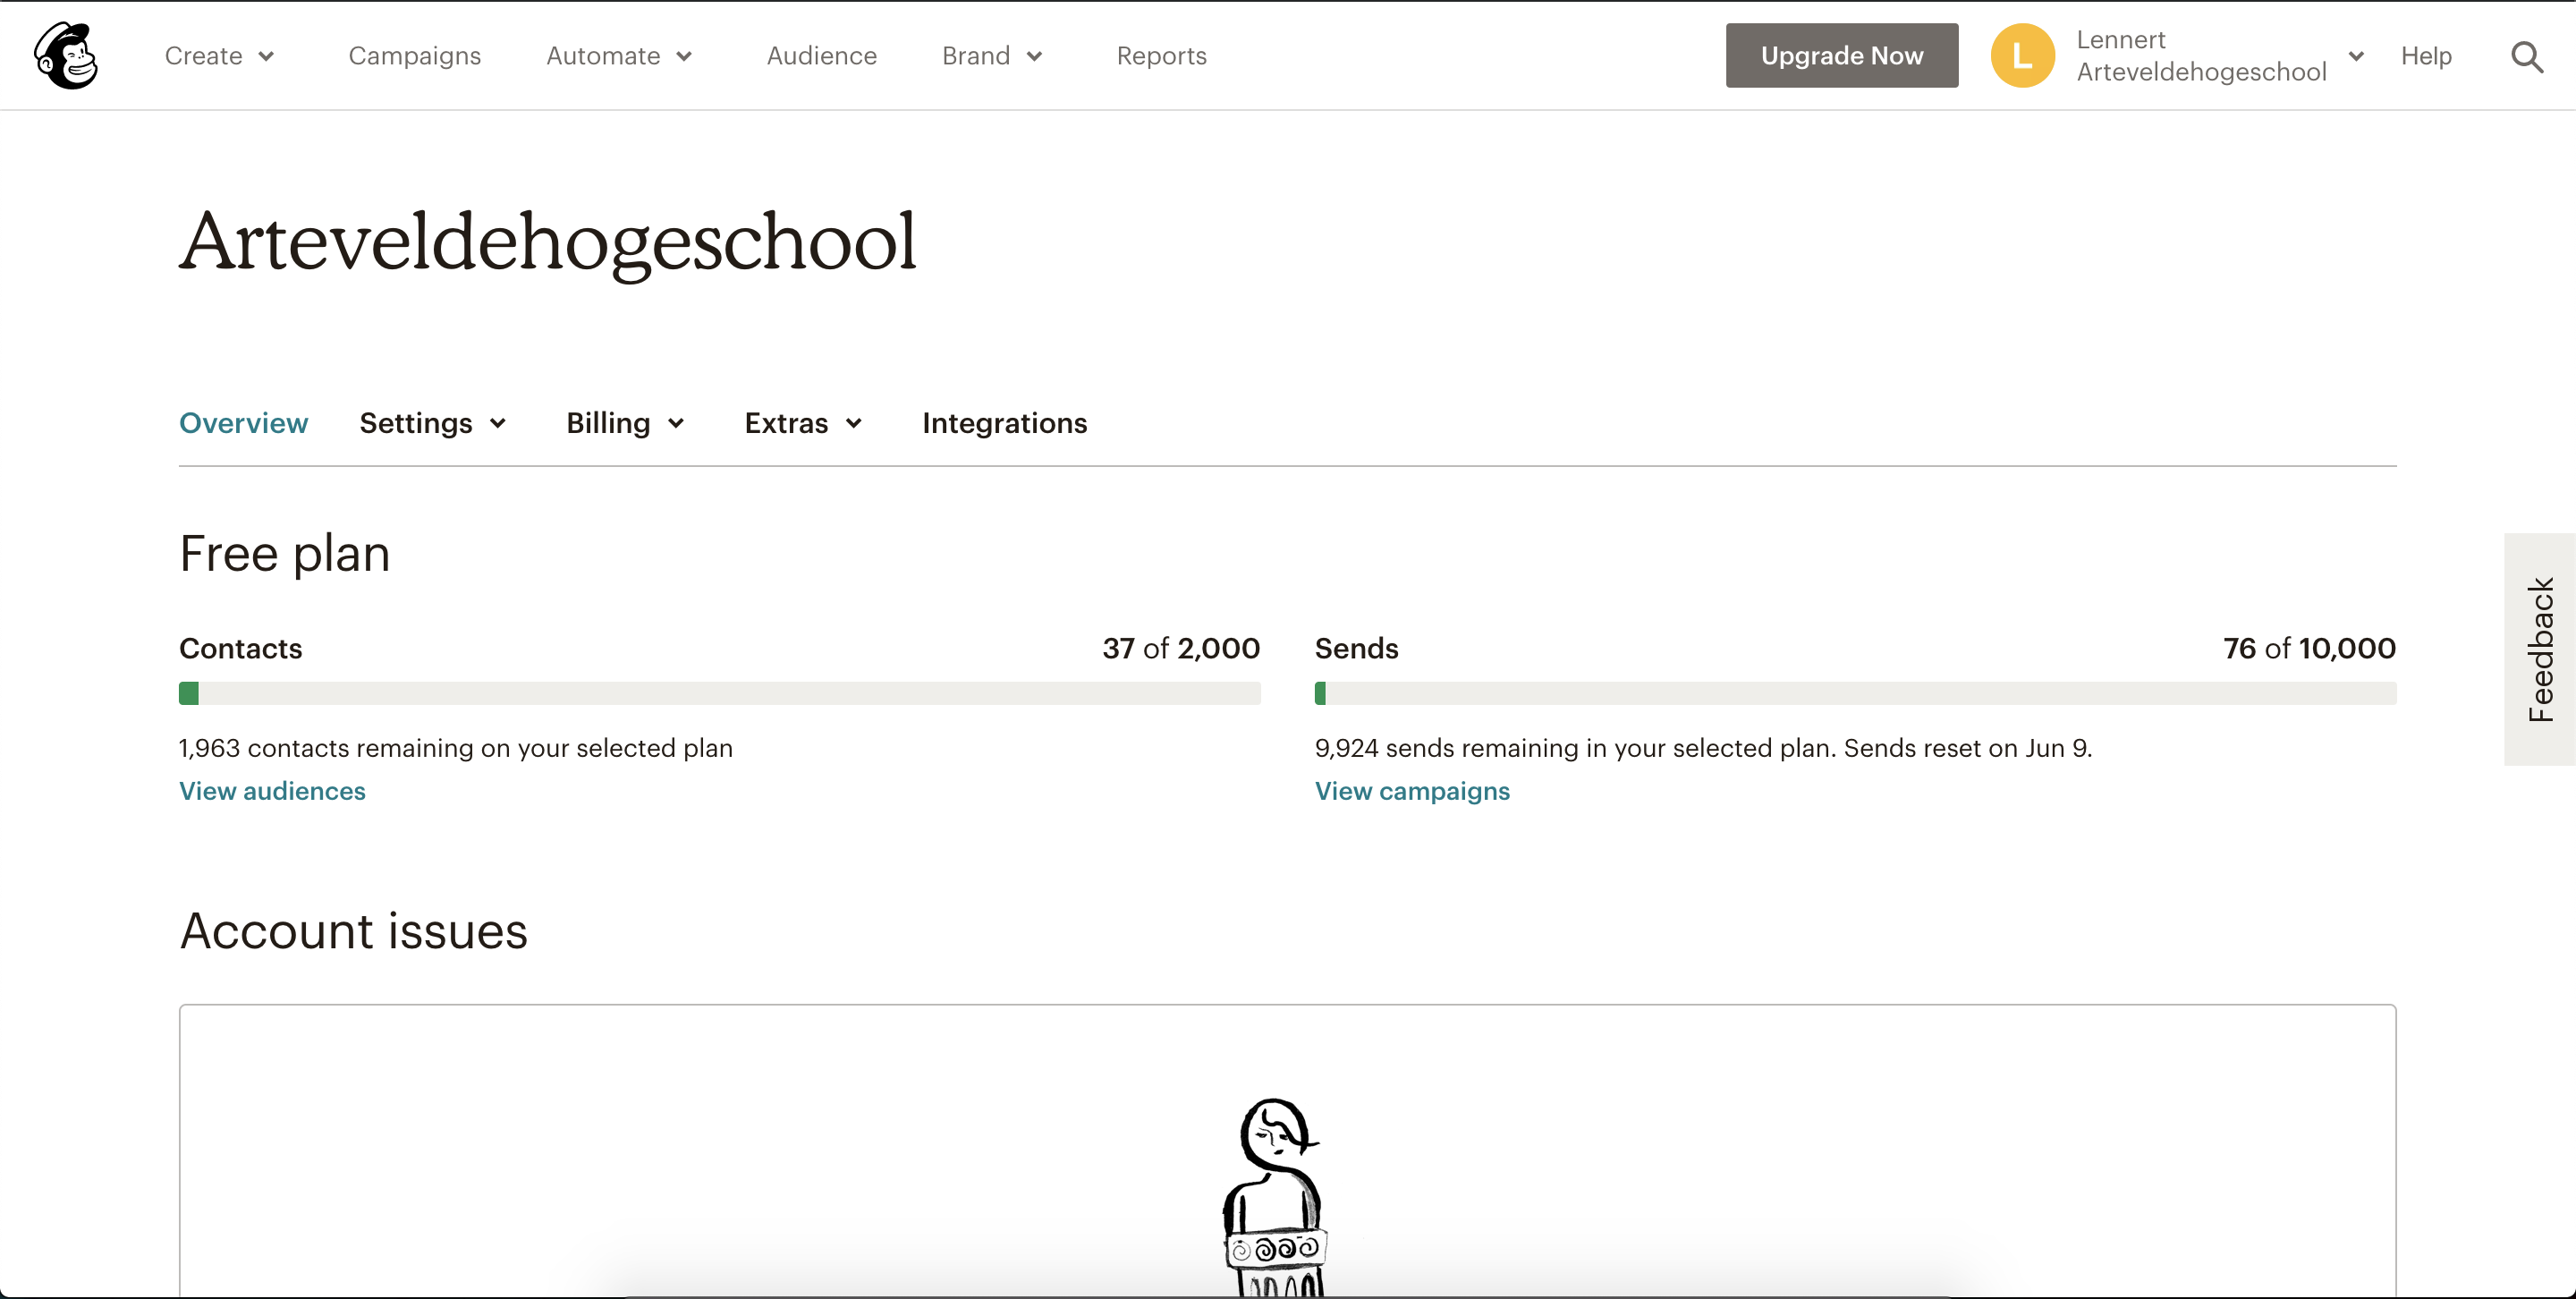 Create Campaigns Automate Audience Brand Reports Upgrade Now L Lennert Help
Arteveldehogeschool
Arteveldehogeschool
Overview Settings Billing Extras Integrations
Free plan
Contacts 37 of 2,000 Sends 76 of 10,000
1,963 contacts remaining on your selected plan 9,924 sends remaining in your selected plan. Sends reset on Jun 9.
View audiences View campaigns
Feedback
Account issues